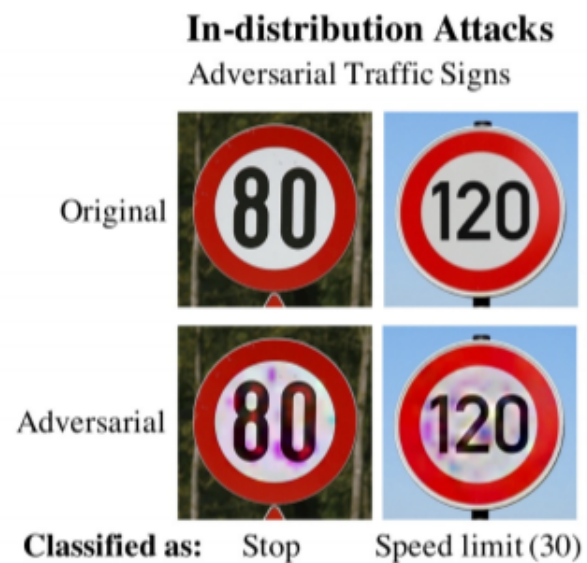 In-distribution Attacks
Adversarial Traffic Signs
Original
80
120
Adversarial
80
120
Classified as: Stop Speed limit (30)